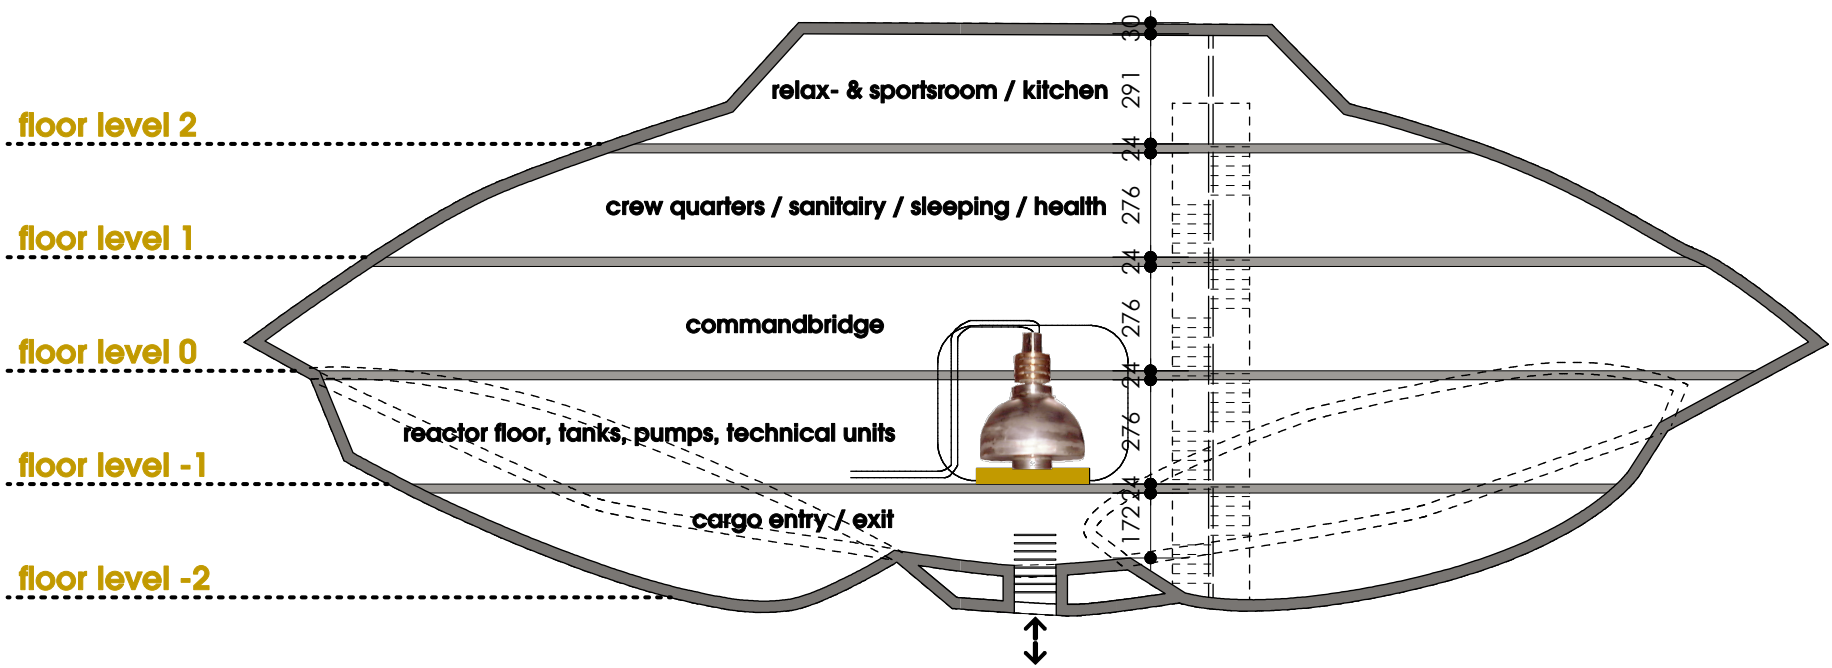 30
relax- & sportsroom / kitchen
291
floor level 2
24
crew quarters / sanitairy / sleeping / health
276
floor level 1
24
commandbridge
276
floor level 0
24
reactor floor, tanks, pumps, technical units
276
floor level -1
24
cargo entry / exit
172
floor level -2